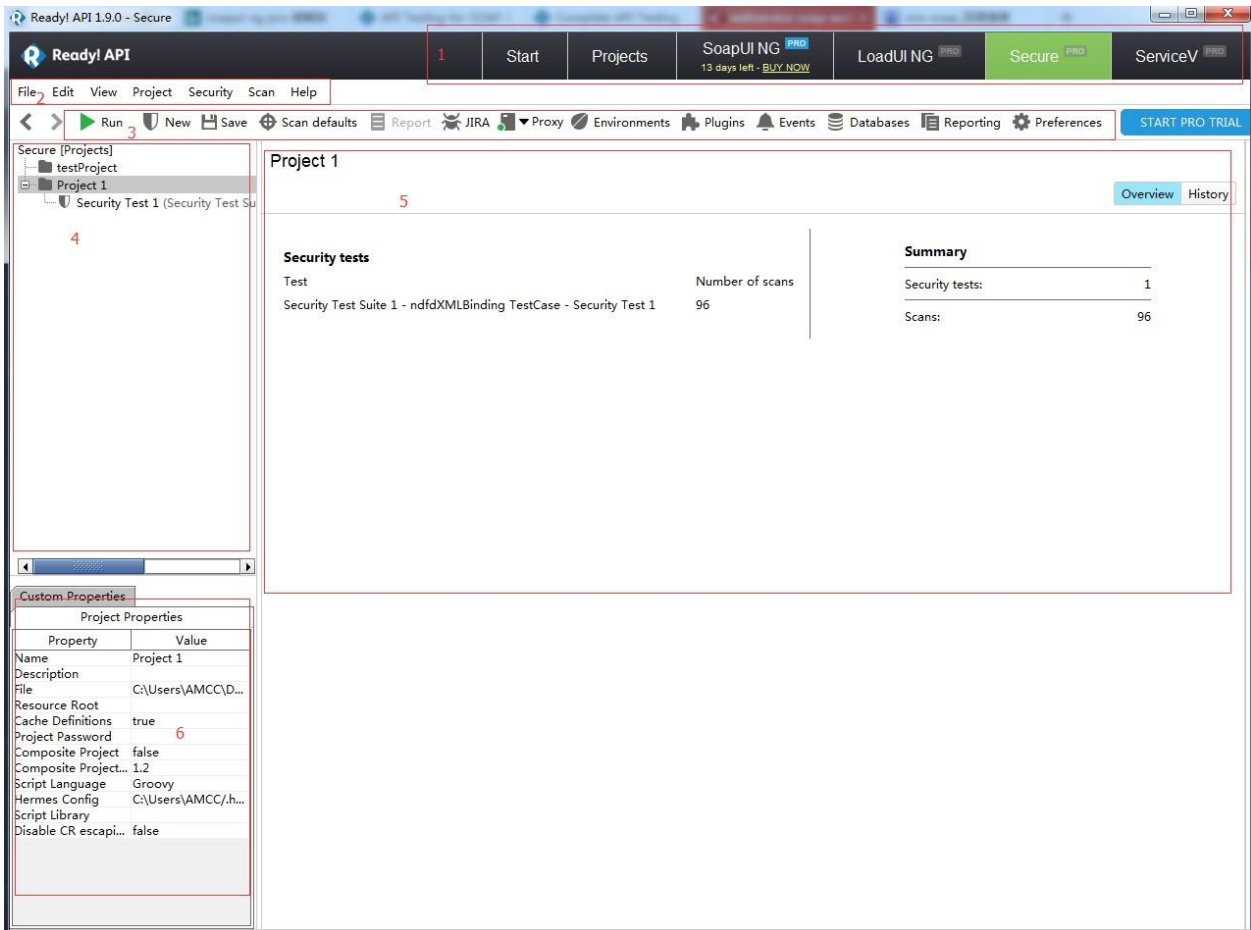 Ready! API 1.9.0 - Secure
Ready! API
1
Start
Projects
SoapUI NG PRO
13 days left - BUY NOW
LoadUI NG PRO
Secure PRO
ServiceV PRO
File Edit View Project Security Scan Help
2
Run New Save Scan defaults Report JIRA Proxy Environments Plugins Events Databases Reporting Preferences START PRO TRIAL
3
Secure [Projects]
testProject
Project 1
Security Test 1 (Security Test Su
4
Project 1
5
Overview History
Security tests
Test Number of scans
Security Test Suite 1 - ndfdXMLBinding TestCase - Security Test 1 96
Summary
Security tests: 1
Scans: 96
Custom Properties
Project Properties
Property Value
Name Project 1
Description
File C:\Users\AMCC\D...
Resource Root
Cache Definitions true
Project Password
6
Composite Project false
Composite Project... 1.2
Script Language Groovy
Hermes Config C:\Users\AMCC/.h...
Script Library
Disable CR escapi... false